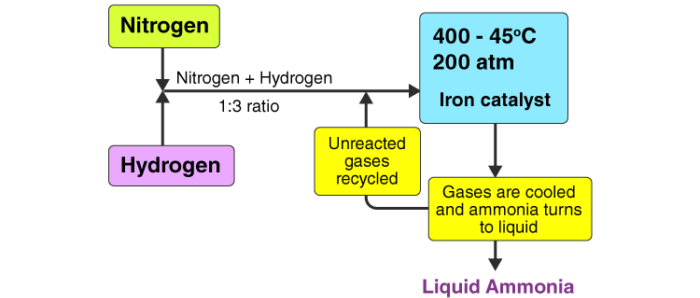 Nitrogen
Nitrogen + Hydrogen
1:3 ratio
Hydrogen
400 - 45°C
200 atm
Iron catalyst
Unreacted
gases
recycled
Gases are cooled
and ammonia turns
to liquid
Liquid Ammonia